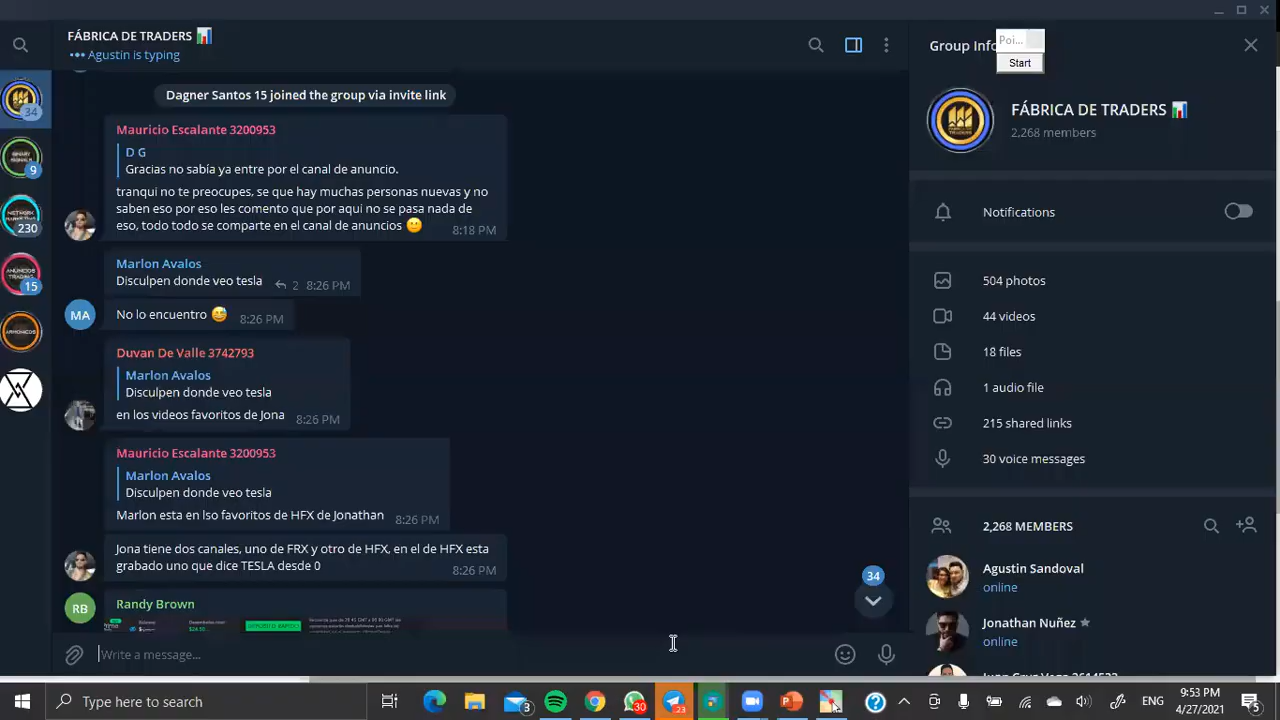 FÁBRICA DE TRADERS
Agustin is typing
Dagner Santos 15 joined the group via invite link
Mauricio Escalante 3200953
D G
Gracias no sabía ya entre por el canal de anuncio.
tranqui no te preocupes, se que hay muchas personas nuevas y no
saben eso por eso les comento que por aqui no se pasa nada de
eso, todo todo se comparte en el canal de anuncios
8:18 PM
Marlon Avalos
Disculpen donde veo tesla
2 8:26 PM
MA
No lo encuentro
8:26 PM
Duvan De Valle 3742793
Marlon Avalos
Disculpen donde veo tesla
en los videos favoritos de Jona
8:26 PM
Mauricio Escalante 3200953
Marlon Avalos
Disculpen donde veo tesla
Marlon esta en lso favoritos de HFX de Jonathan
8:26 PM
Jona tiene dos canales, uno de FRX y otro de HFX, en el de HFX esta
grabado uno que dice TESLA desde 0
8:26 PM
RB
Randy Brown
34
Write a message...
34
9
230
15
Group Info
Poi...
Start
FÁBRICA DE TRADERS
2,268 members
Notifications
504 photos
44 videos
18 files
1 audio file
215 shared links
30 voice messages
2,268 MEMBERS
Agustin Sandoval
online
Jonathan Nuñez
online
Type here to search
3
30
23
ENG
9:53 PM
4/27/2021
5